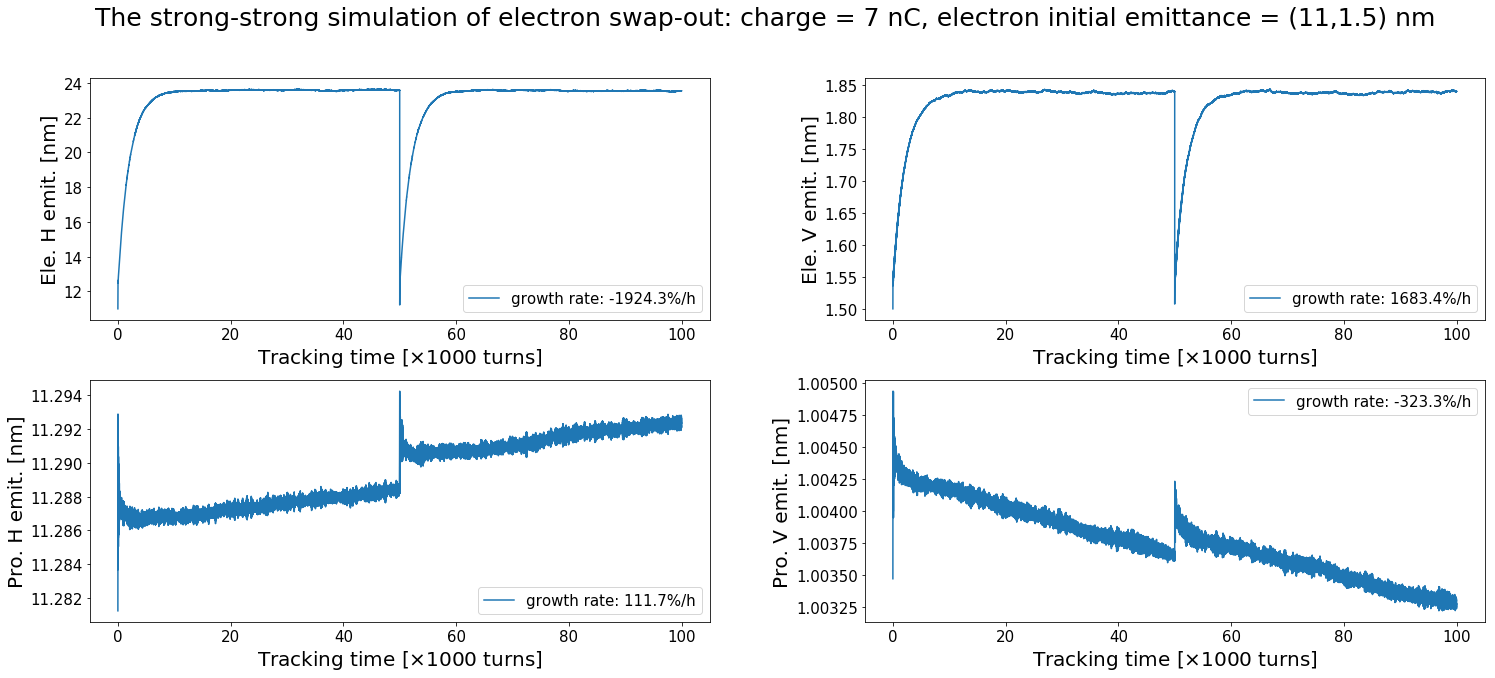 The strong-strong simulation of electron swap-out: charge = 7 nC, electron initial emittance = (11,1.5) nm
Ele. H emit. [nm]
24
22
20
18
16
14
12
growth rate: -1924.3%/h
0 20 40 60 80 100
Tracking time [×1000 turns]
Ele. V emit. [nm]
1.85
1.80
1.75
1.70
1.65
1.60
1.55
1.50
growth rate: 1683.4%/h
0 20 40 60 80 100
Tracking time [×1000 turns]
Pro. H emit. [nm]
11.294
11.292
11.290
11.288
11.286
11.284
11.282
growth rate: 111.7%/h
0 20 40 60 80 100
Tracking time [×1000 turns]
Pro. V emit. [nm]
1.00500
1.00475
1.00450
1.00425
1.00400
1.00375
1.00350
1.00325
growth rate: -323.3%/h
0 20 40 60 80 100
Tracking time [×1000 turns]